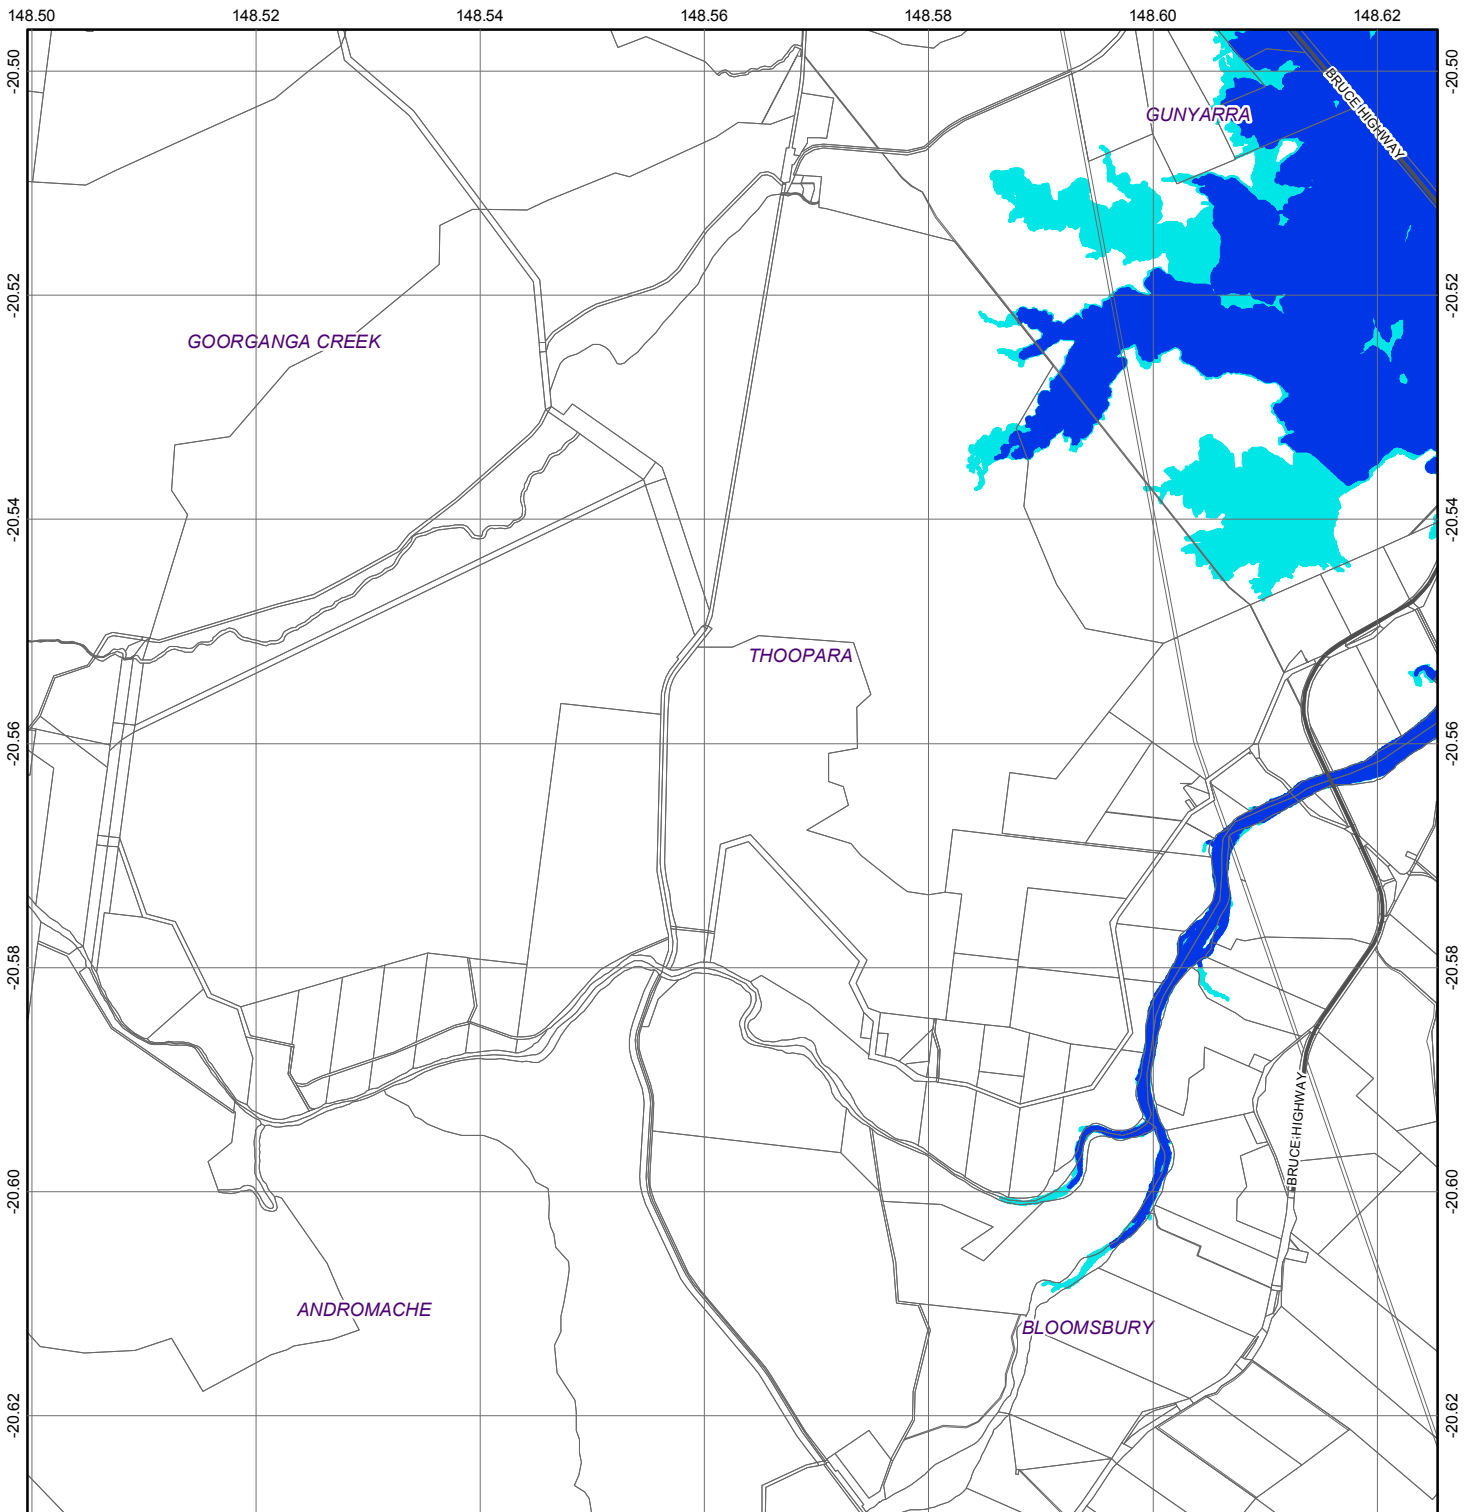 148.50 148.52 148.54 148.56 148.58 148.60 148.62
-20.50 -20.50
BRUCE HIGHWAY
GUNYARRA
-20.52 -20.52
GOORGANGA CREEK
-20.54 -20.54
THOOPARA
-20.56 -20.56
-20.58 -20.58
BRUCE HIGHWAY
-20.60 -20.60
ANDROMACHE
BLOOMSBURY
-20.62 -20.62